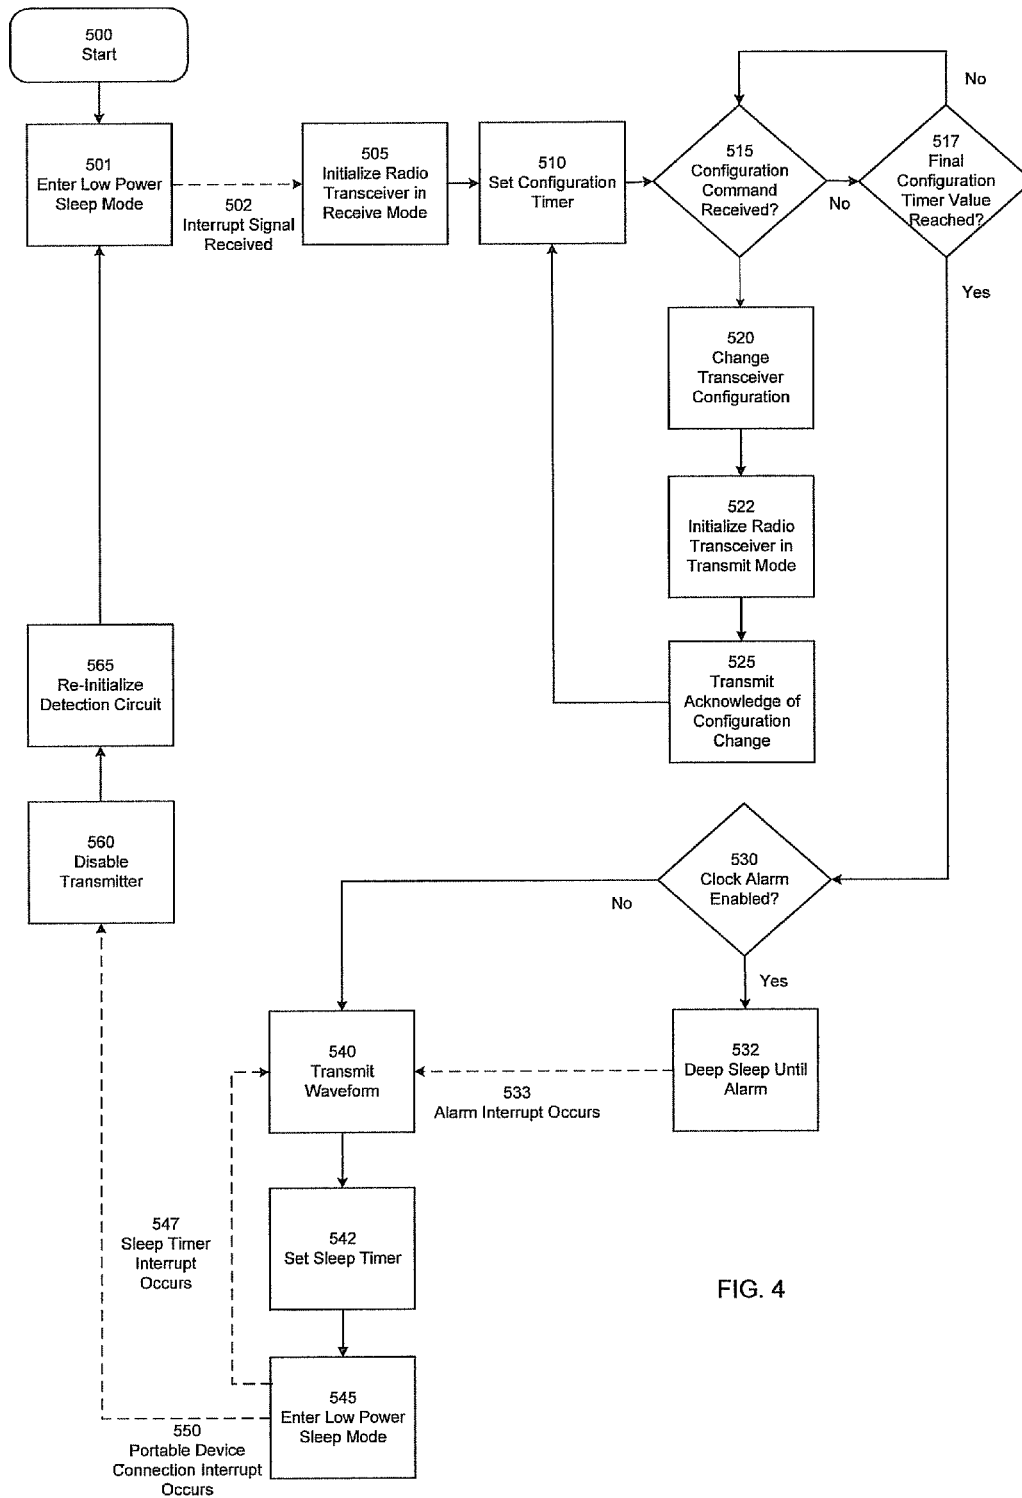 500
Start
501
Enter Low Power
Sleep Mode
502
Interrupt Signal
Received
505
Initialize Radio
Transceiver in
Receive Mode
510
Set Configuration
Timer
515
Configuration
Command
Received?
No
517
Final
Configuration
Timer Value
Reached?
No
Yes
520
Change
Transceiver
Configuration
522
Initialize Radio
Transceiver in
Transmit Mode
525
Transmit
Acknowledge of
Configuration
Change
565
Re-Initialize
Detection Circuit
560
Disable
Transmitter
530
Clock Alarm
Enabled?
No
Yes
532
Deep Sleep Until
Alarm
533
Alarm Interrupt Occurs
540
Transmit
Waveform
542
Set Sleep Timer
547
Sleep Timer
Interrupt
Occurs
545
Enter Low Power
Sleep Mode
550
Portable Device
Connection Interrupt
Occurs
FIG. 4